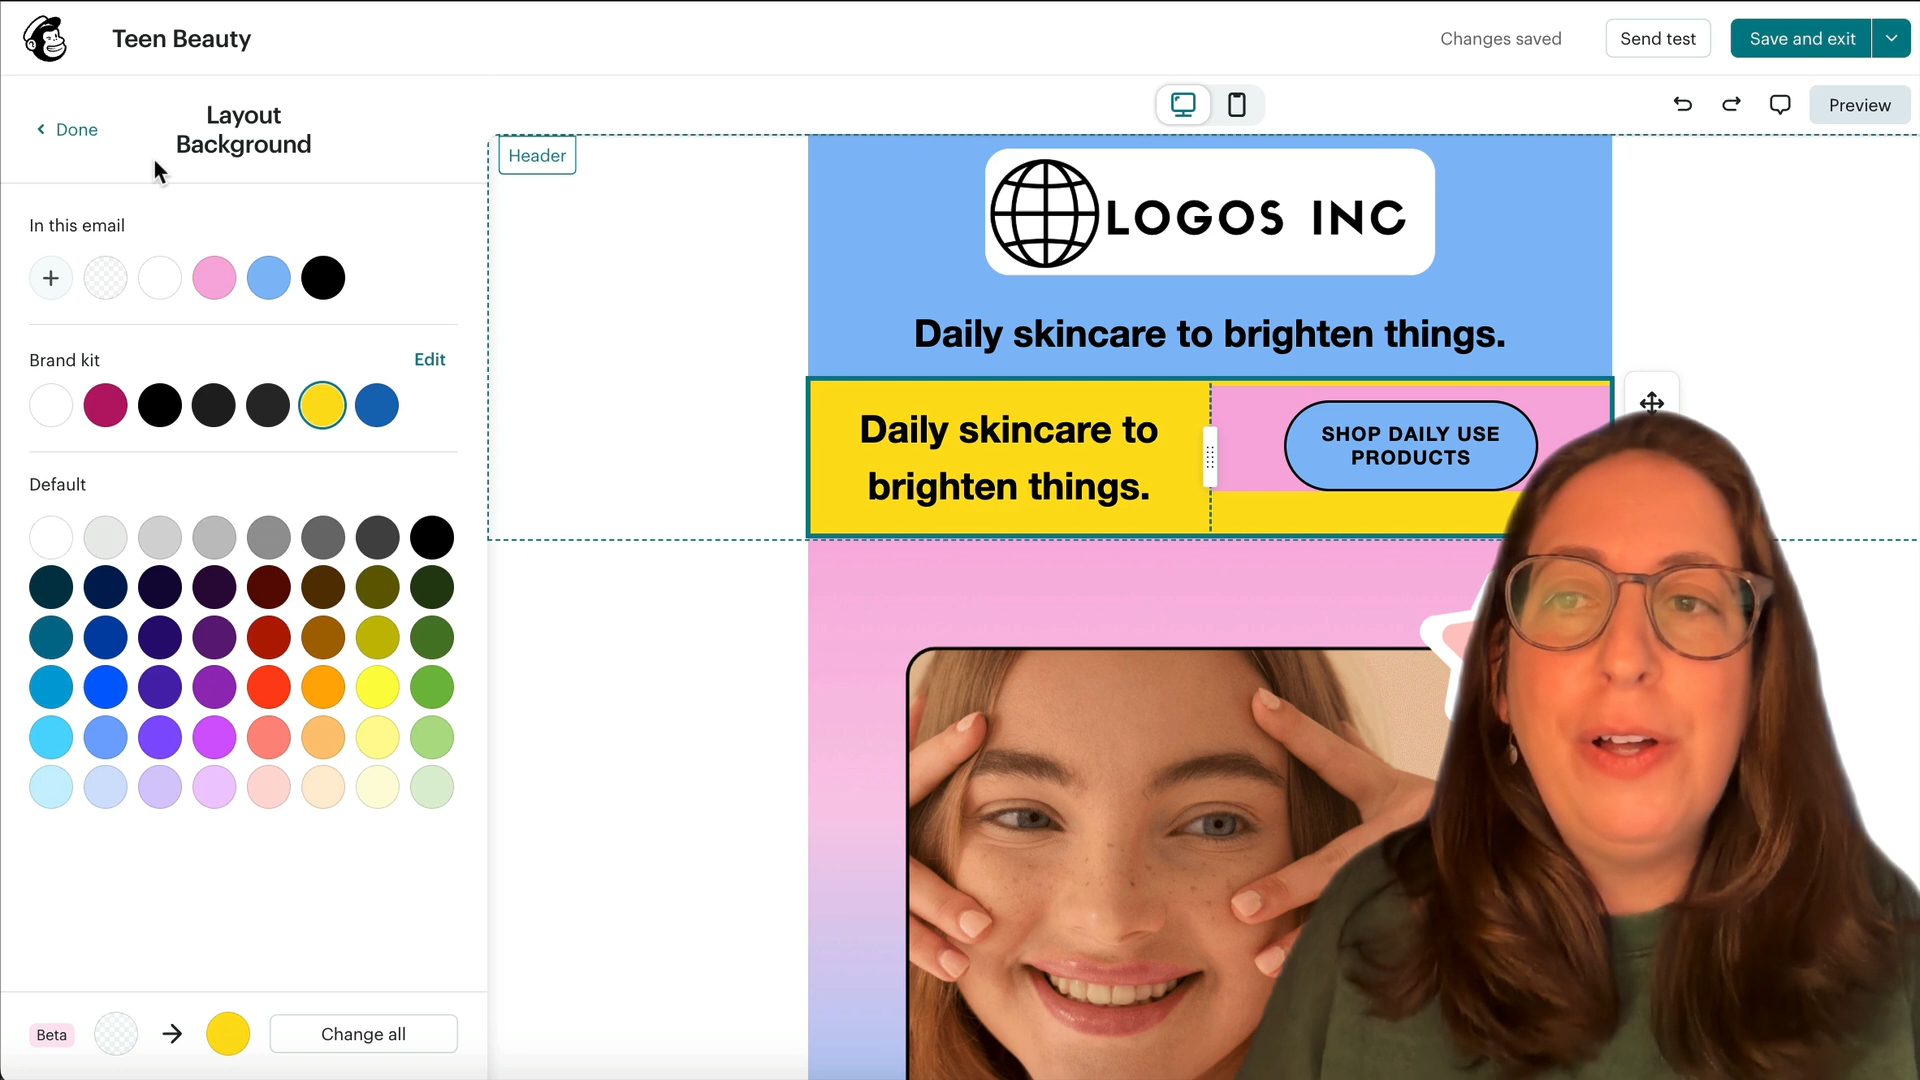 Teen Beauty
Changes saved
Send test
Save and exit
Done
Layout
Background
Preview
Header
In this email
Brand kit
Edit
Default
Beta
Change all
LOGOS INC
Daily skincare to brighten things.
Daily skincare to
brighten things.
SHOP DAILY USE
PRODUCTS